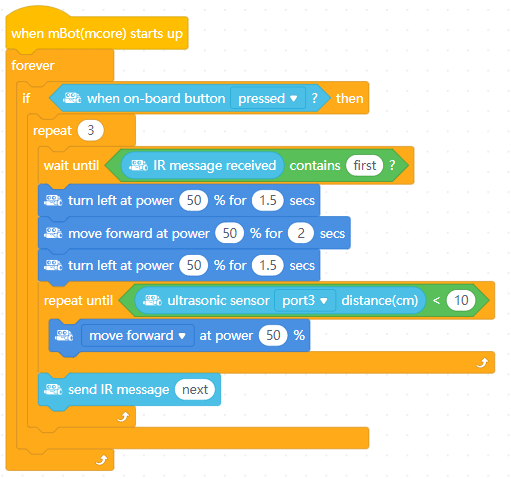 when mBot(mcore) starts up
forever
if when on-board button pressed ? then
repeat 3
wait until IR message received contains first ?
turn left at power 50 % for 1.5 secs
move forward at power 50 % for 2 secs
turn left at power 50 % for 1.5 secs
repeat until ultrasonic sensor port3 distance(cm) < 10
move forward at power 50 %
send IR message next